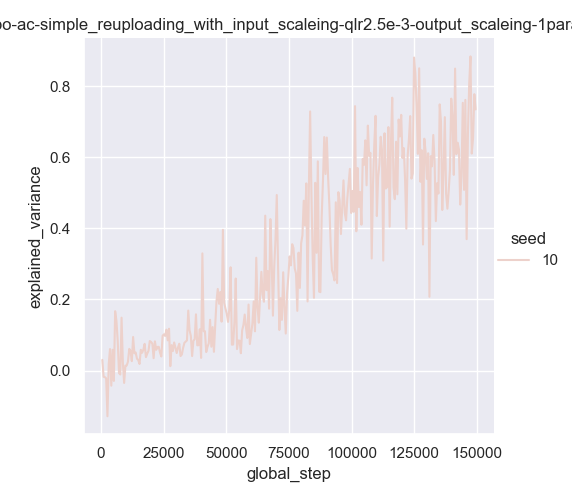 o-ac-simple_reuploading_with_input_scaleing-qlr2.5e-3-output_scaleing-1para
0.8
0.6
0.4
0.2
0.0
explained_variance
seed
10
0 25000 50000 75000 100000 125000 150000
global_step